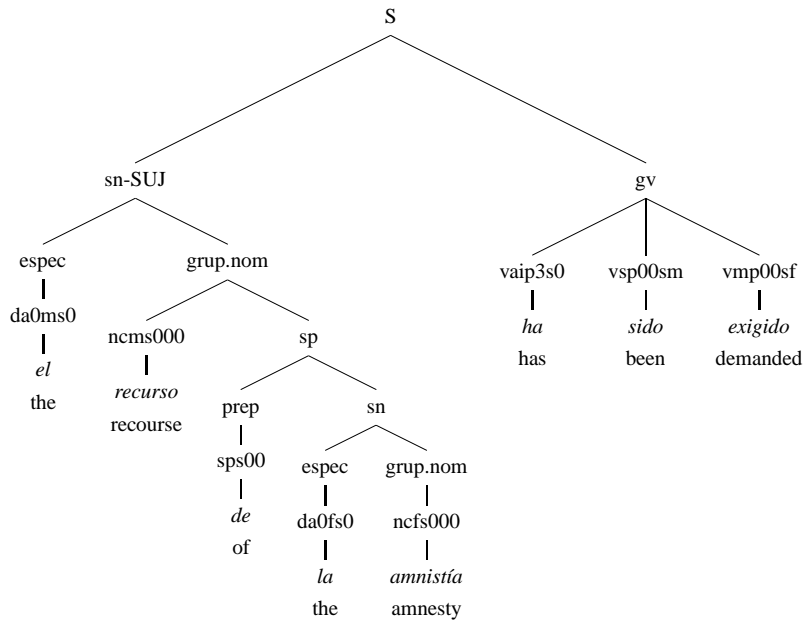 S
sn-SUJ gv
espec grup.nom vaip3s0 vsp00sm vmp00sf
da0ms0 ncms000 sp ha sido exigido
has been demanded
el recurso prep sn
the recourse
sps00 espec grup.nom
de da0fs0 ncfs000
of
la amnistía
the amnesty